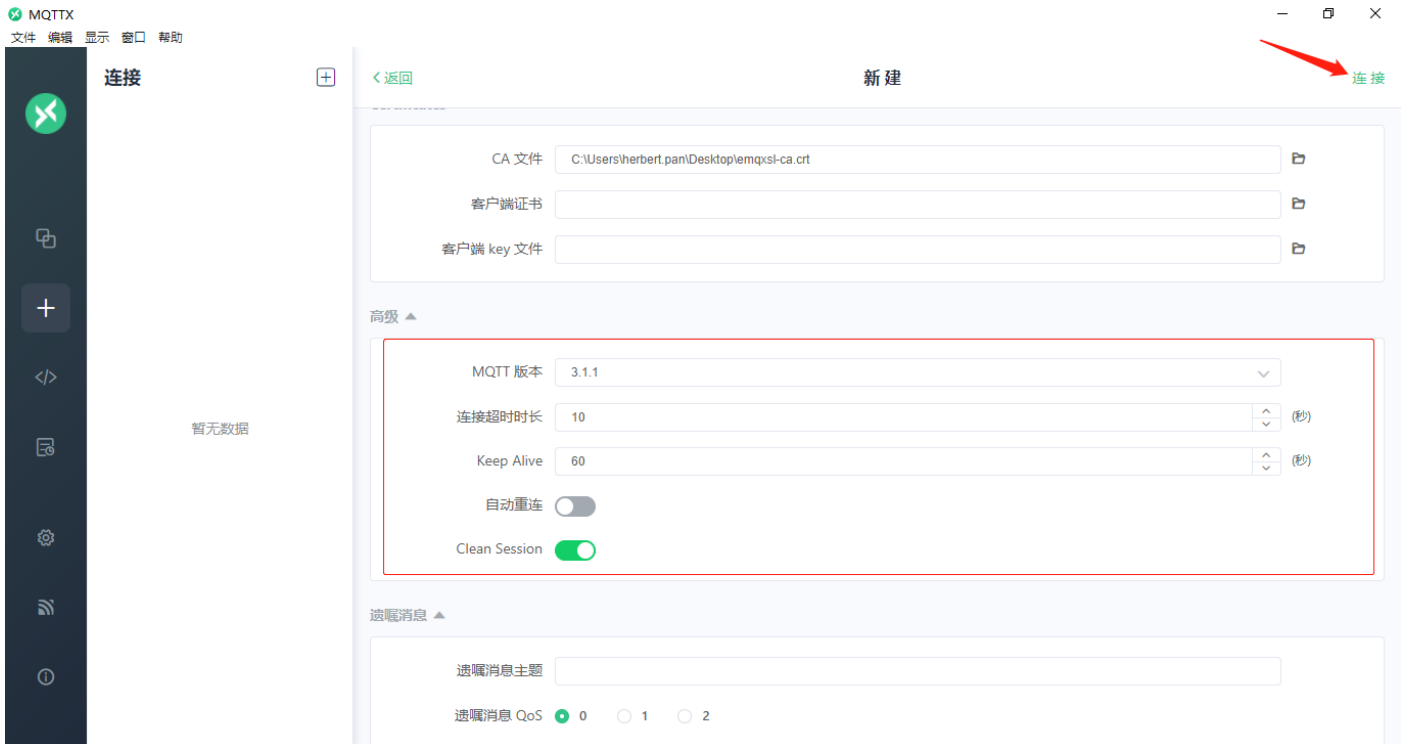 MQTTX
文件 编辑 显示 窗口 帮助
连接
返回
新建
连接
CA 文件
C:\Users\herbert.pan\Desktop\emqxsl-ca.crt
客户端证书
客户端 key 文件
高级
MQTT 版本
3.1.1
连接超时时长
10
(秒)
Keep Alive
60
(秒)
自动重连
Clean Session
暂无数据
遗嘱消息
遗嘱消息主题
遗嘱消息 QoS
0 1 2